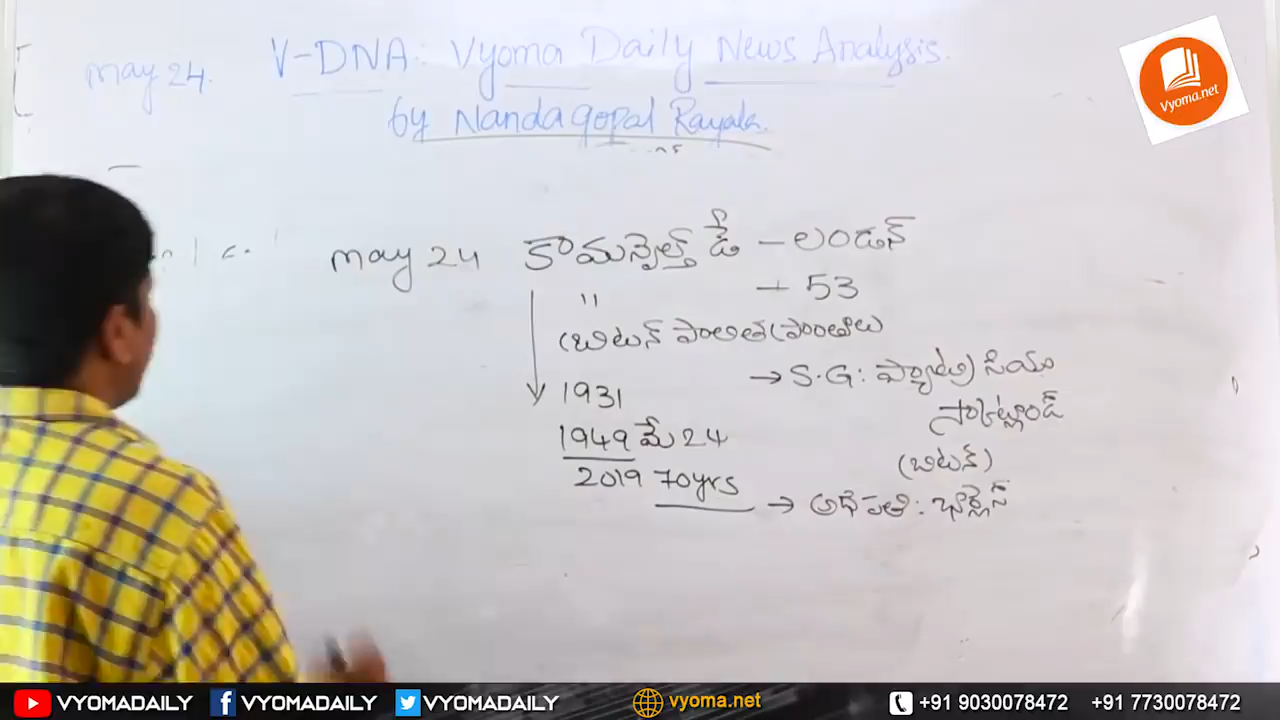 May 24. V-DNA: Vyoma Daily News Analysis.
by Nandagopal Rayala.
Vyoma.net
may 24 కామన్వెల్త్ డే - లండన్
" → 53
బ్రిటన్ పాలిత ప్రాంతాలు
1931 → S.G: ప్యాట్రీసియా
స్కాట్లాండ్
1949 మే 24
(బ్రిటన్)
2019 70yrs
→ అధిపతి: ఛార్లెస్
VYOMADAILY VYOMADAILY VYOMADAILY vyoma.net +91 9030078472 +91 7730078472